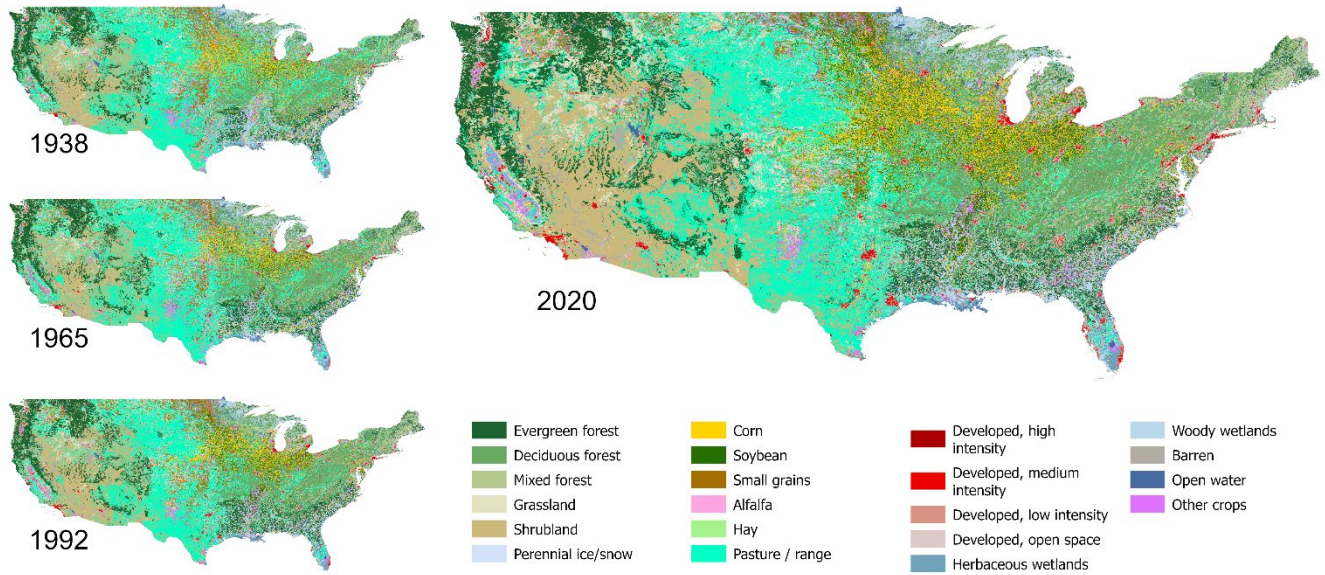 1938
1965
1992
2020
Evergreen forest
Deciduous forest
Mixed forest
Grassland
Shrubland
Perennial ice/snow
Corn
Soybean
Small grains
Alfalfa
Hay
Pasture / range
Developed, high
intensity
Developed, medium
intensity
Developed, low intensity
Developed, open space
Herbaceous wetlands
Woody wetlands
Barren
Open water
Other crops